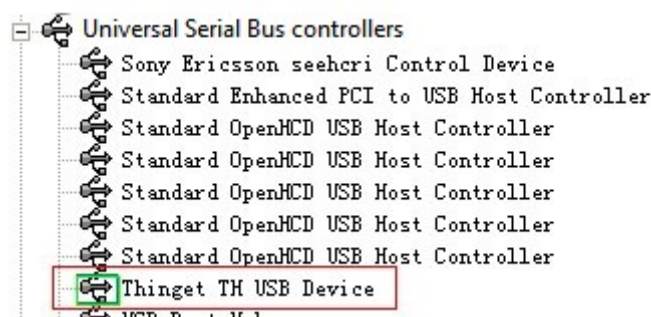 Universal Serial Bus controllers
Sony Ericsson seehcri Control Device
Standard Enhanced PCI to USB Host Controller
Standard OpenHCD USB Host Controller
Standard OpenHCD USB Host Controller
Standard OpenHCD USB Host Controller
Standard OpenHCD USB Host Controller
Standard OpenHCD USB Host Controller
Thinget TH USB Device